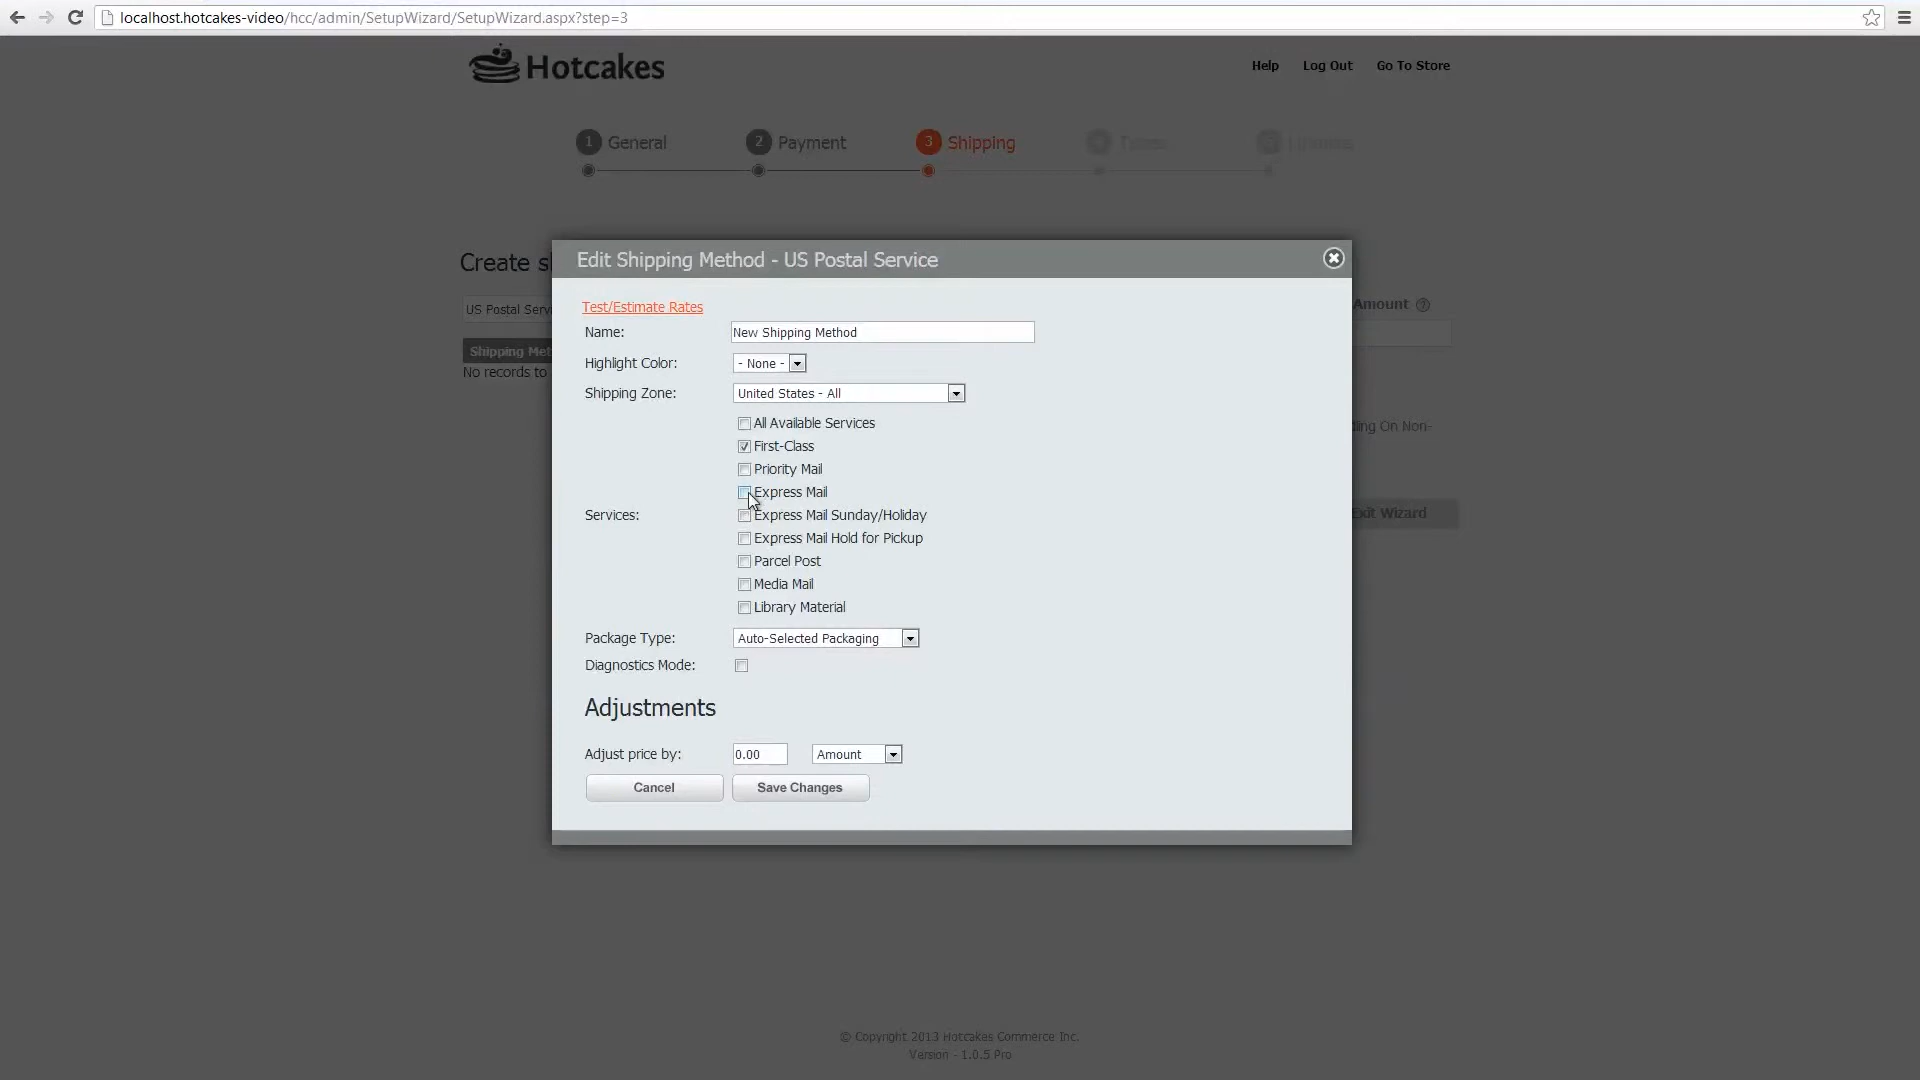 localhost.hotcakes-video/hcc/admin/SetupWizard/SetupWizard.aspx?step=3
Hotcakes
Help Log Out Go To Store
1 General 2 Payment 3 Shipping
Edit Shipping Method - US Postal Service
Create s
Test/Estimate Rates
Amount ?
US Postal Serv
Name: New Shipping Method
Shipping Met
Highlight Color: - None -
No records to
Shipping Zone: United States - All
All Available Services
ding On Non-
First-Class
Priority Mail
Express Mail
Services: Express Mail Sunday/Holiday
Exit Wizard
Express Mail Hold for Pickup
Parcel Post
Media Mail
Library Material
Package Type: Auto-Selected Packaging
Diagnostics Mode:
Adjustments
Adjust price by: 0.00 Amount
Cancel Save Changes
© Copyright 2013 Hotcakes Commerce Inc.
Version - 1.0.5 Pro